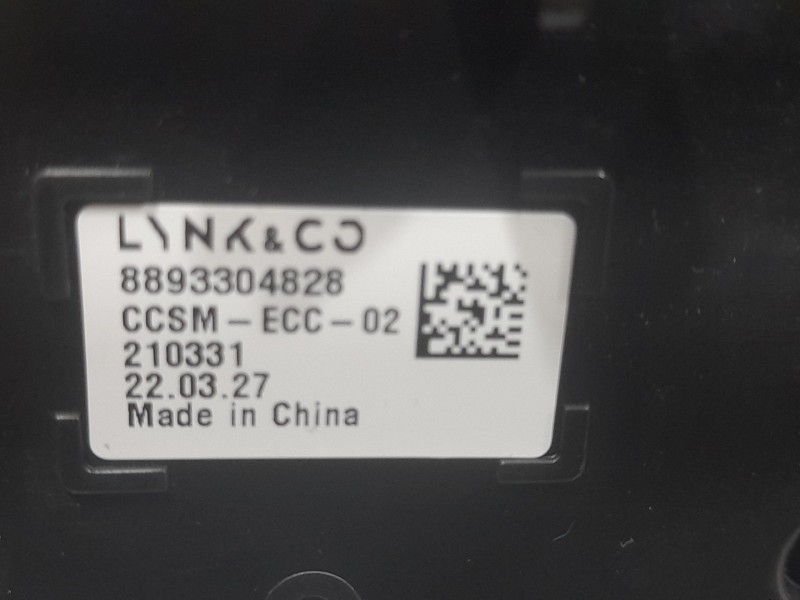 LYNK & CO
8893304828
CCSM-ECC-02
210331
22.03.27
Made in China